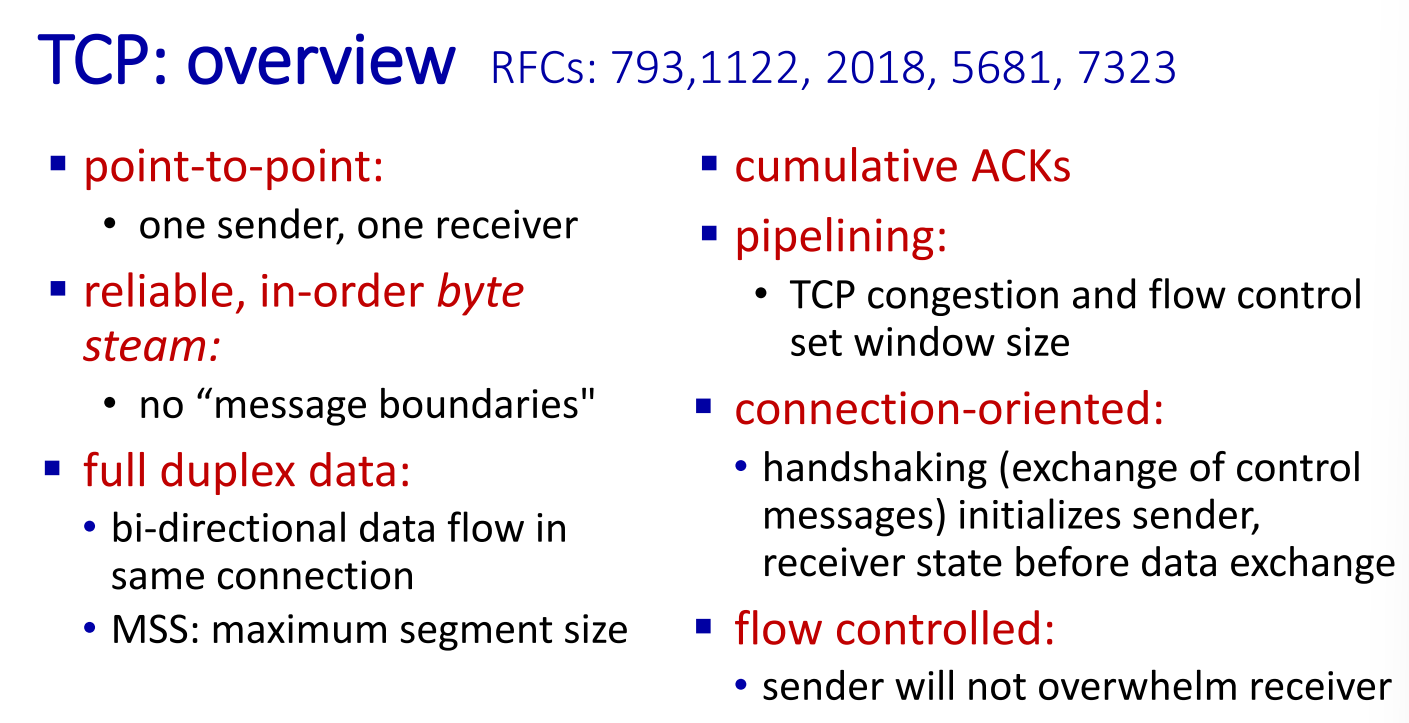 TCP: overview RFCs: 793,1122, 2018, 5681, 7323
point-to-point:
one sender, one receiver
reliable, in-order byte
steam:
no “message boundaries"
full duplex data:
bi-directional data flow in
same connection
MSS: maximum segment size
cumulative ACKs
pipelining:
TCP congestion and flow control
set window size
connection-oriented:
handshaking (exchange of control
messages) initializes sender,
receiver state before data exchange
flow controlled:
sender will not overwhelm receiver